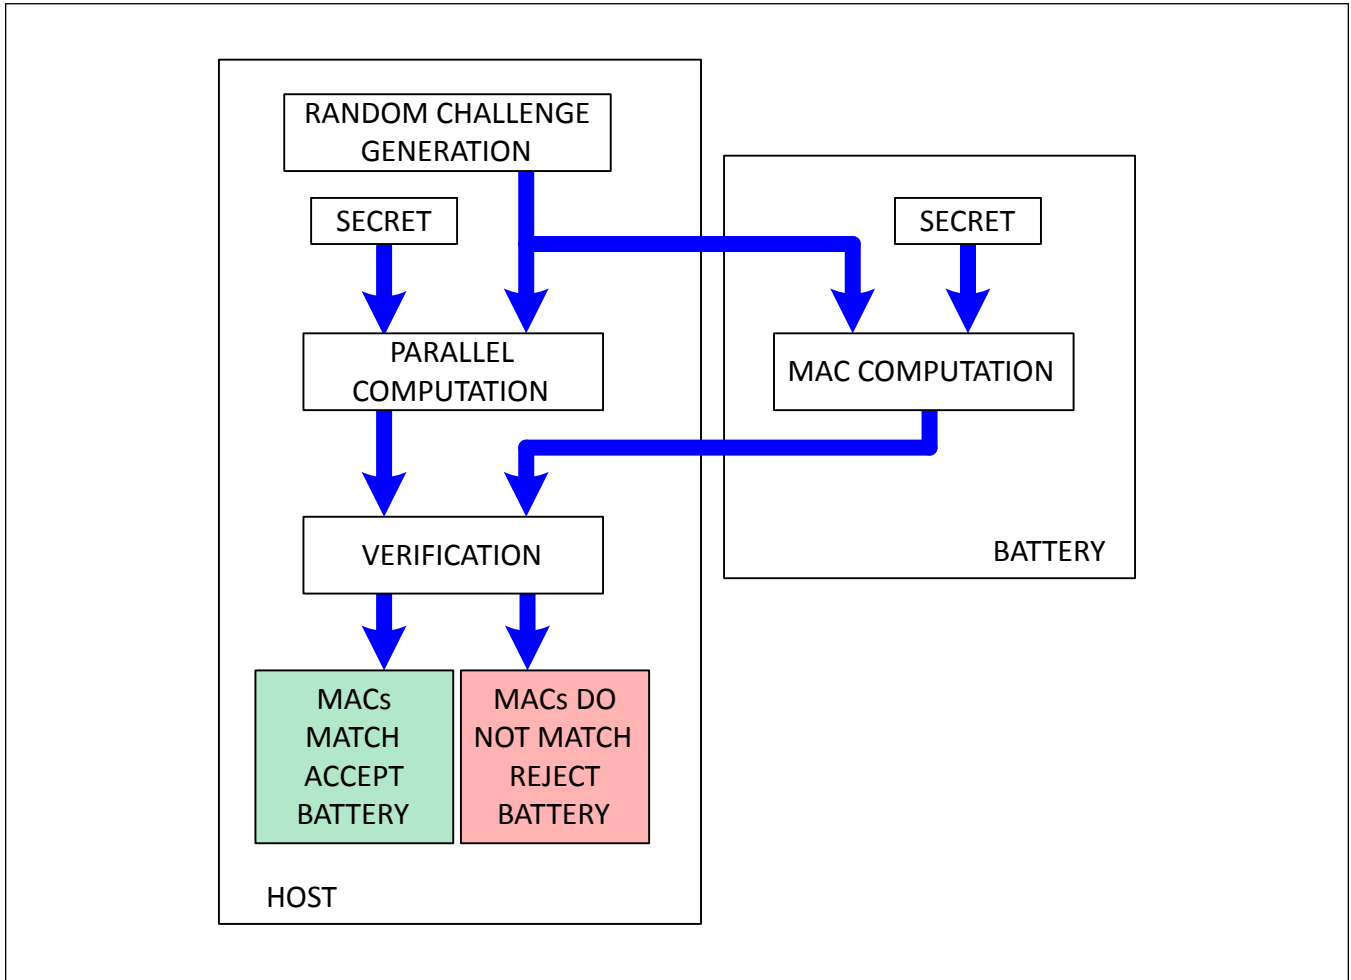 RANDOM CHALLENGE
GENERATION
SECRET
SECRET
PARALLEL
COMPUTATION
MAC COMPUTATION
VERIFICATION
BATTERY
MACs
MATCH
ACCEPT
BATTERY
MACs DO
NOT MATCH
REJECT
BATTERY
HOST